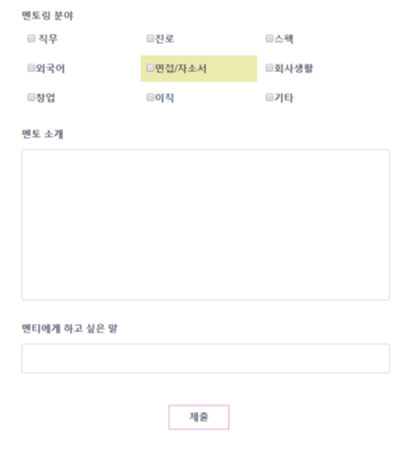 멘토링 분야
직무 진로 스펙
외국어 면접/자소서 회사생활
창업 이직 기타
멘토 소개
멘티에게 하고 싶은 말
제출